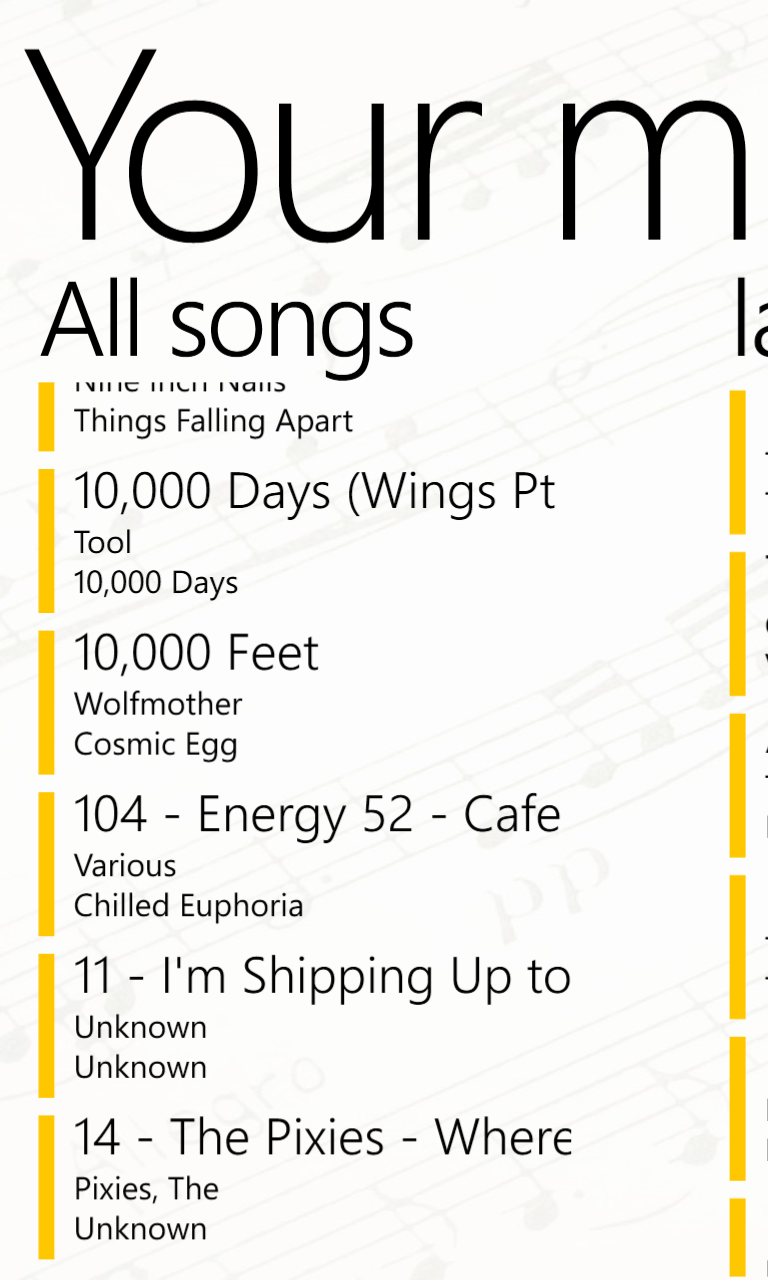 Your m
All songs
la
Nine Inch Nails
Things Falling Apart
10,000 Days (Wings Pt
Tool
10,000 Days
10,000 Feet
Wolfmother
Cosmic Egg
104 - Energy 52 - Cafe
Various
Chilled Euphoria
11 - I'm Shipping Up to
Unknown
Unknown
14 - The Pixies - Where
Pixies, The
Unknown
pp